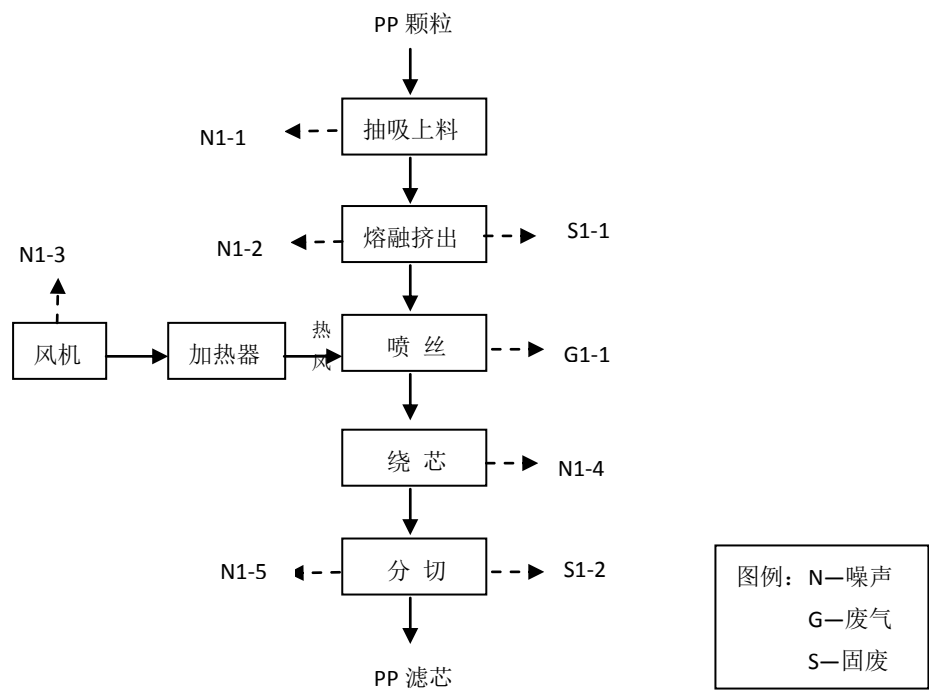 PP 颗粒
N1-1
抽吸上料
N1-2
熔融挤出
S1-1
N1-3
风机
加热器
热
风
喷 丝
G1-1
绕 芯
N1-4
N1-5
分 切
S1-2
PP 滤芯
图例：N—噪声
G—废气
S—固废